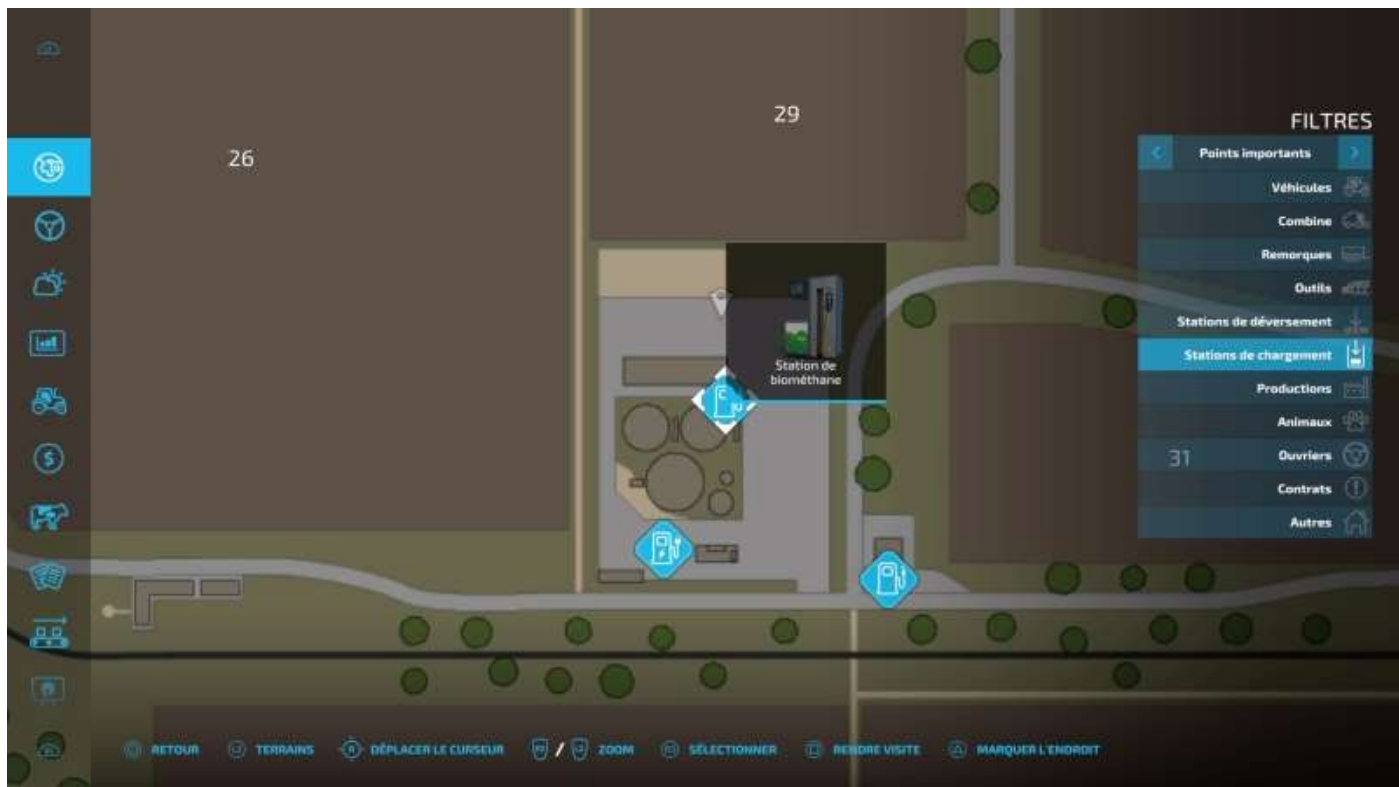 26
29
31
Station de
biométhane
FILTRES
Points importants
Véhicules
Combine
Remorques
Outils
Stations de déversement
Stations de chargement
Productions
Animaux
Ouvriers
Contrats
Autres
RETOUR
TERRAINS
DÉPLACER LE CURSEUR
/ ZOOM
SÉLECTIONNER
RENDRE VISITE
MARQUER L'ENDROIT